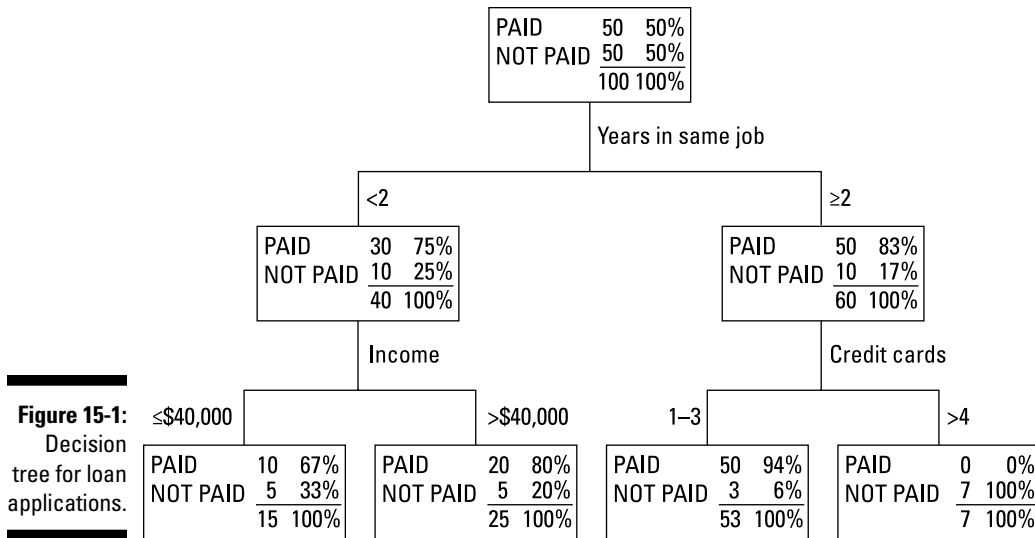 PAID 50 50%
NOT PAID 50 50%
100 100%
Years in same job
<2
≥2
PAID 30 75%
NOT PAID 10 25%
40 100%
PAID 50 83%
NOT PAID 10 17%
60 100%
Income
Credit cards
≤$40,000
>$40,000
1–3
>4
PAID 10 67%
NOT PAID 5 33%
15 100%
PAID 20 80%
NOT PAID 5 20%
25 100%
PAID 50 94%
NOT PAID 3 6%
53 100%
PAID 0 0%
NOT PAID 7 100%
7 100%
Figure 15-1:
Decision
tree for loan
applications.